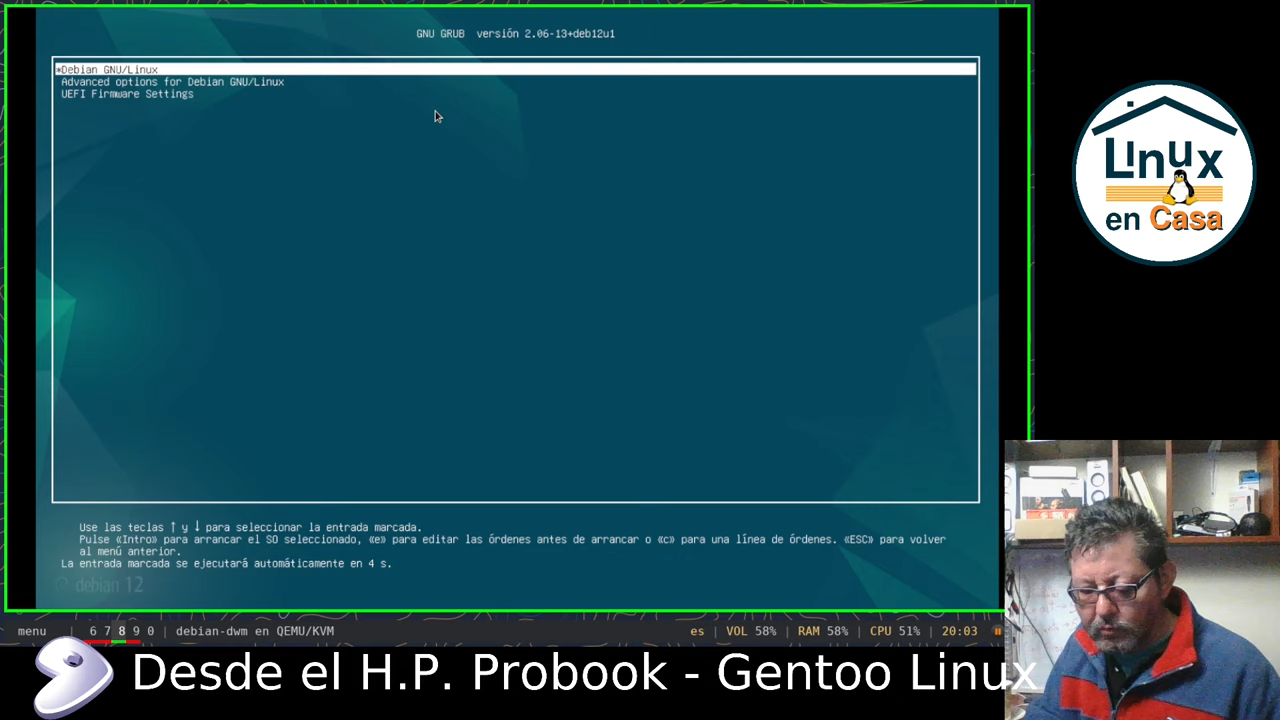 GNU GRUB versión 2.06-13+deb12u1
*Debian GNU/Linux
Advanced options for Debian GNU/Linux
UEFI Firmware Settings
Use las teclas ↑ y ↓ para seleccionar la entrada marcada.
Pulse «Intro» para arrancar el SO seleccionado, «e» para editar las órdenes antes de arrancar o «c» para una línea de órdenes. «ESC» para volver
al menú anterior.
La entrada marcada se ejecutará automáticamente en 4 s.
debian 12
menu | 6 7 8 9 0 | debian-dwm en QEMU/KVM
es | VOL 58% | RAM 58% | CPU 51% | 20:03
Linux
en Casa
Desde el H.P. Probook - Gentoo Linux